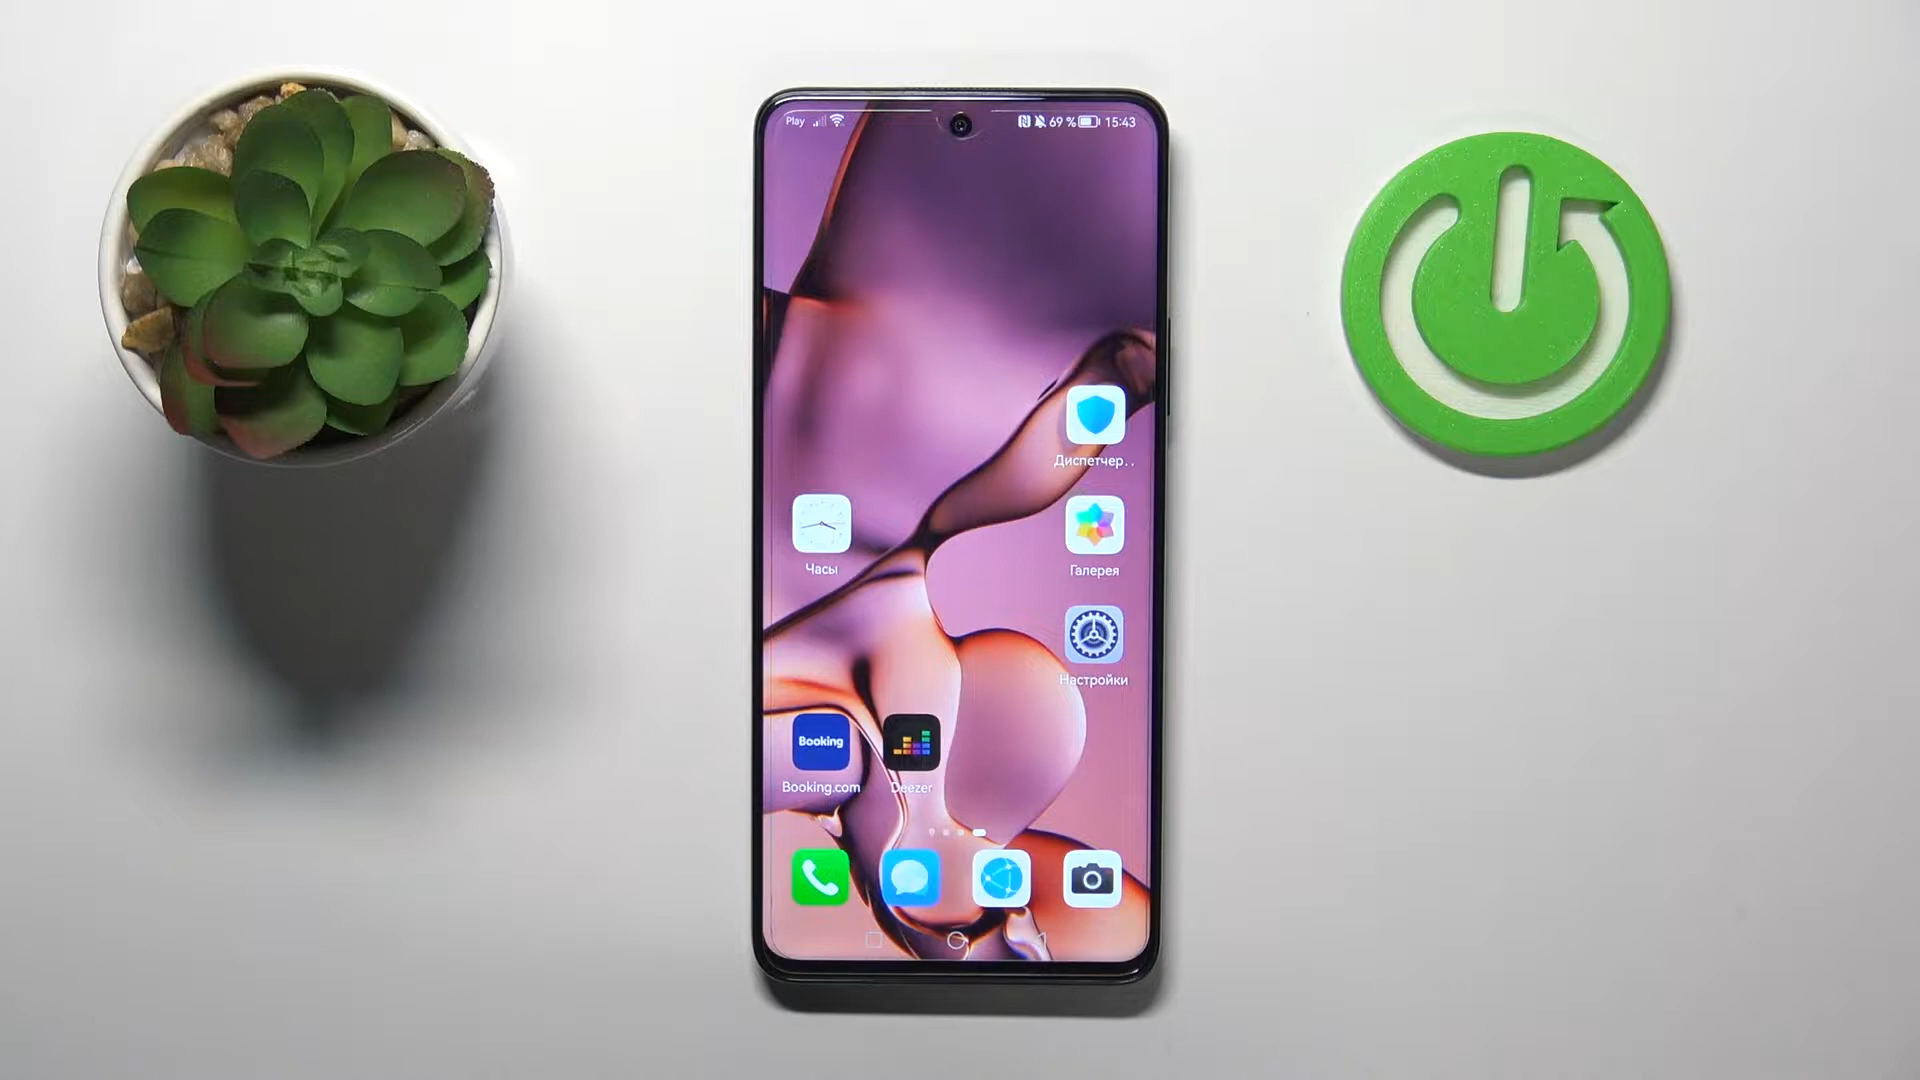 Play
69 %
15:43
Диспетчер..
Часы
Галерея
Настройки
Booking
Booking.com
Deezer